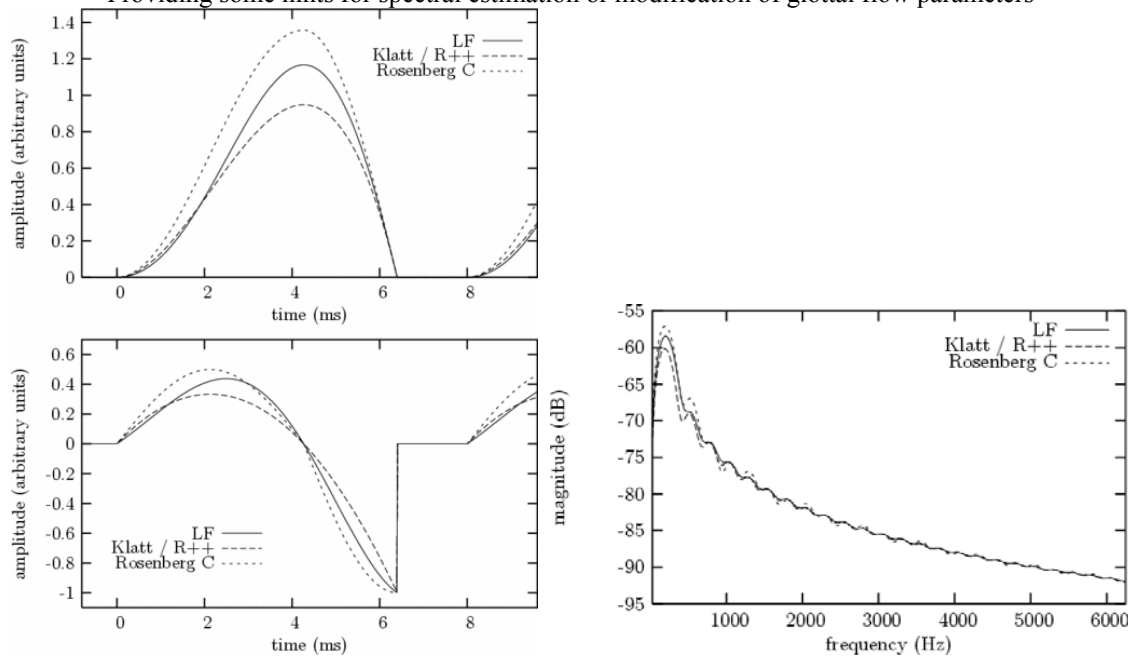 Providing some hints for spectral estimation or modification of glottal flow parameters
amplitude (arbitrary units)
1.4
1.2
1
0.8
0.6
0.4
0.2
0
LF
Klatt / R++
Rosenberg C
0 2 4 6 8
time (ms)
amplitude (arbitrary units)
0.6
0.4
0.2
0
-0.2
-0.4
-0.6
-0.8
-1
LF
Klatt / R++
Rosenberg C
0 2 4 6 8
time (ms)
magnitude (dB)
-55
-60
-65
-70
-75
-80
-85
-90
-95
LF
Klatt / R++
Rosenberg C
1000 2000 3000 4000 5000 6000
frequency (Hz)